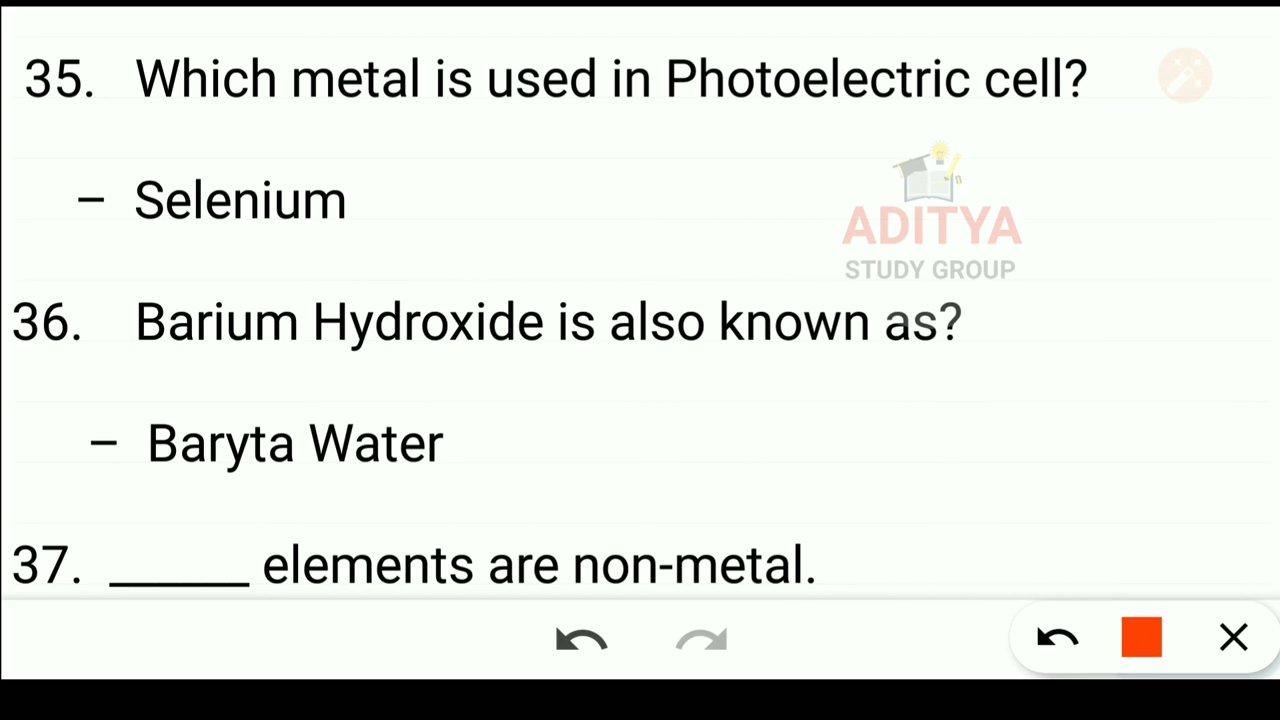 35. Which metal is used in Photoelectric cell?
– Selenium
ADITYA
STUDY GROUP
36. Barium Hydroxide is also known as?
– Baryta Water
37. ______ elements are non-metal.